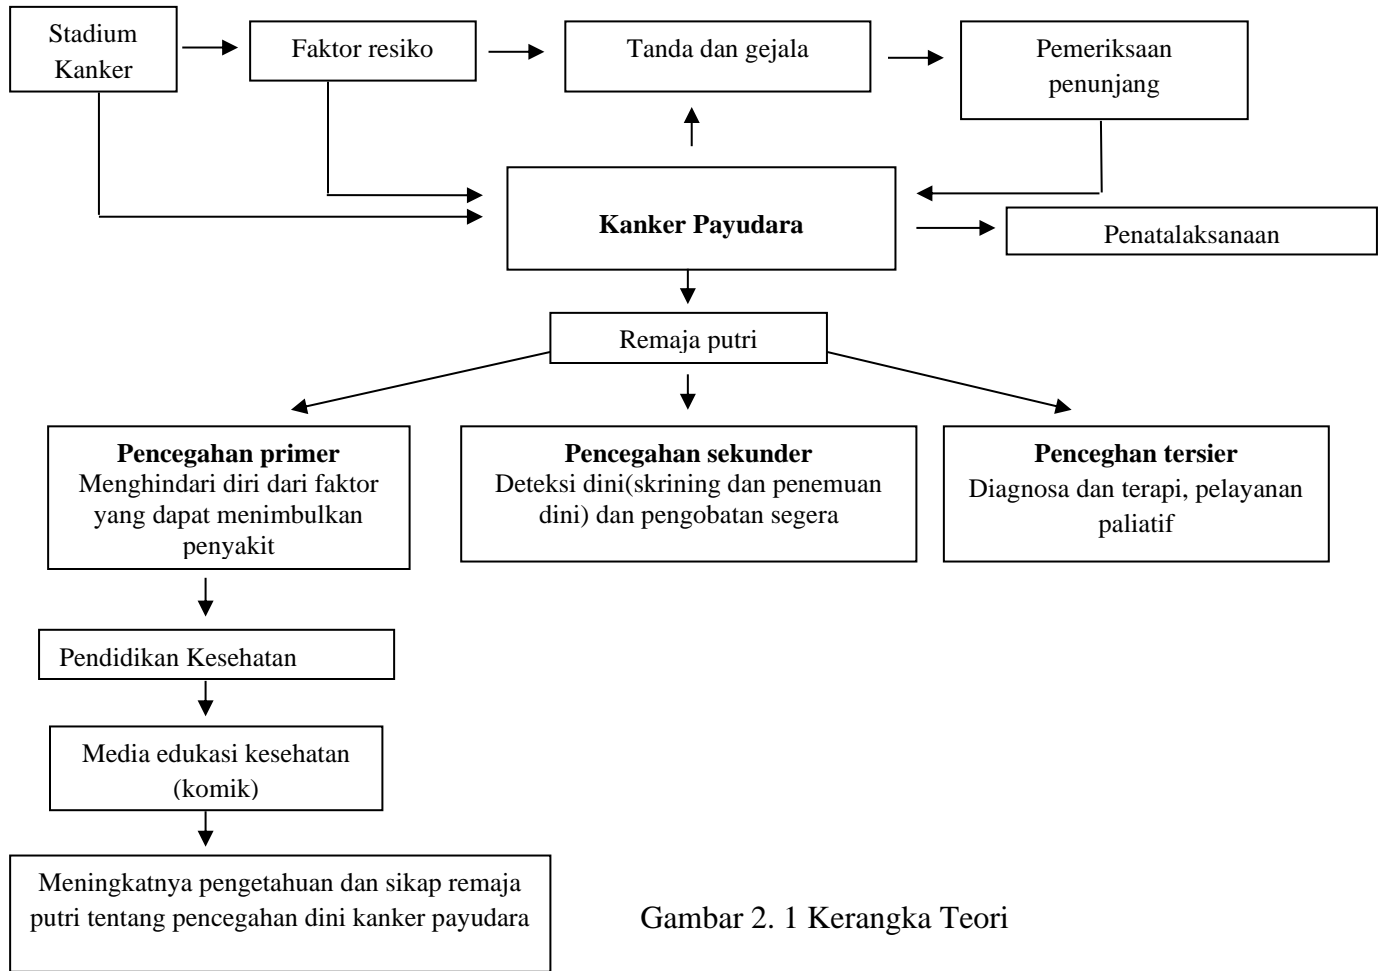 Stadium
Kanker
Faktor resiko
Tanda dan gejala
Pemeriksaan
penunjang
Kanker Payudara
Penatalaksanaan
Remaja putri
Pencegahan primer
Menghindari diri dari faktor
yang dapat menimbulkan
penyakit
Pencegahan sekunder
Deteksi dini(skrining dan penemuan
dini) dan pengobatan segera
Penceghan tersier
Diagnosa dan terapi, pelayanan
paliatif
Pendidikan Kesehatan
Media edukasi kesehatan
(komik)
Meningkatnya pengetahuan dan sikap remaja
putri tentang pencegahan dini kanker payudara
Gambar 2. 1 Kerangka Teori